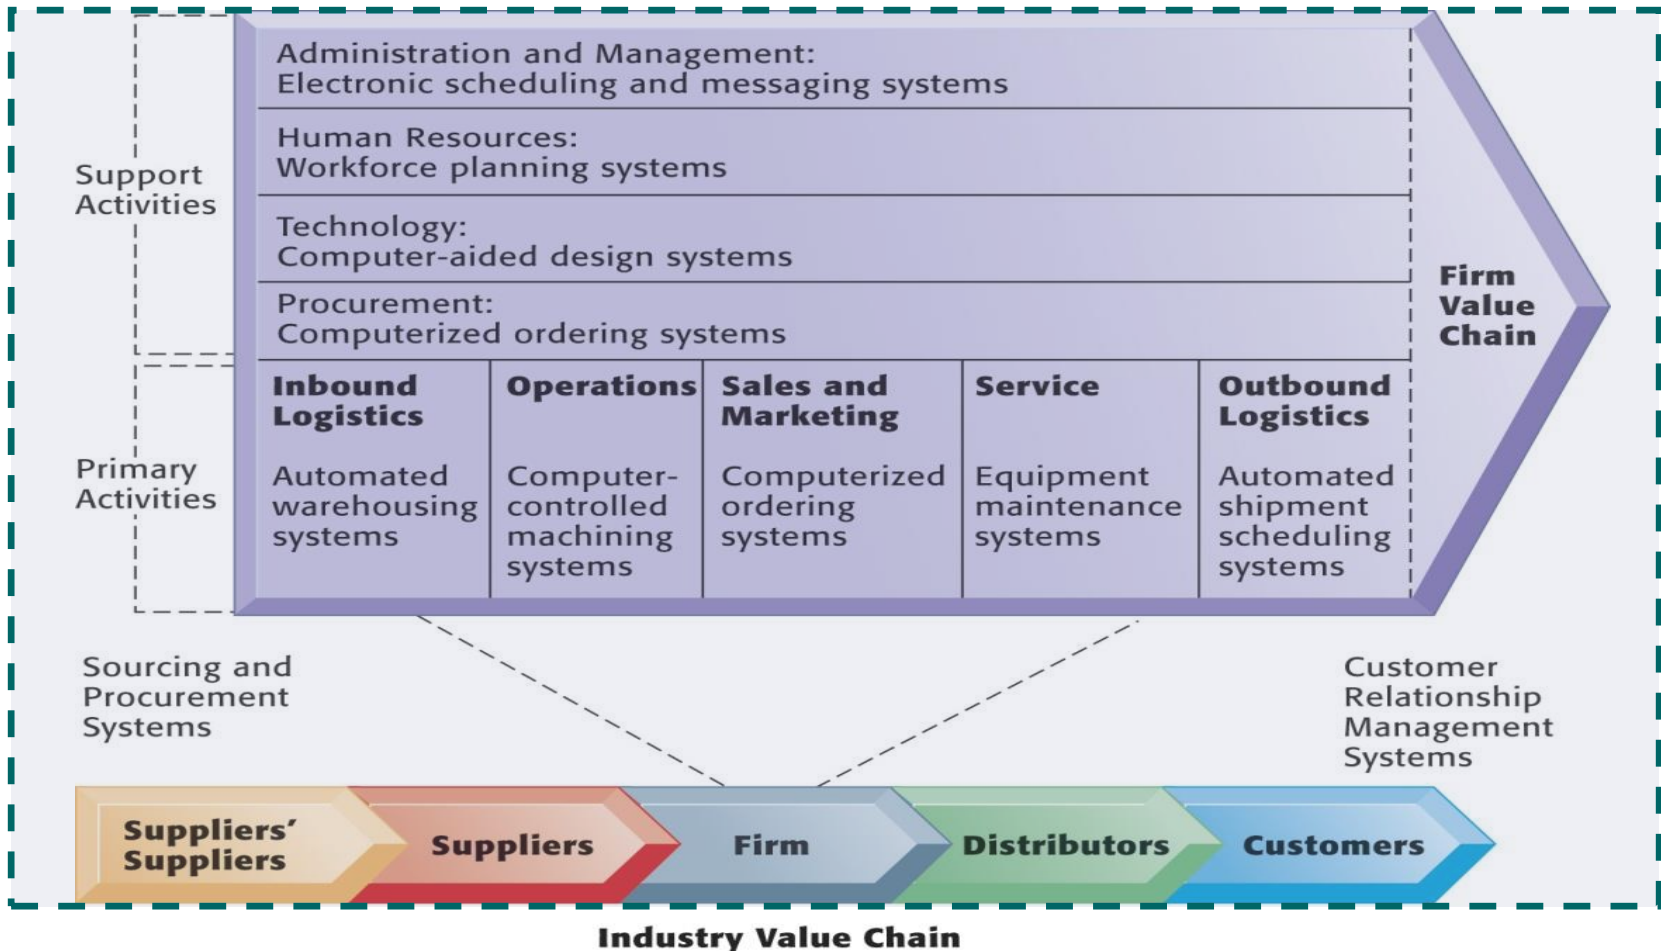 Administration and Management:
Electronic scheduling and messaging systems
Human Resources:
Workforce planning systems
Support
Activities
Technology:
Computer-aided design systems
Procurement:
Computerized ordering systems
Firm
Value
Chain
Primary
Activities
Inbound
Logistics
Automated
warehousing
systems
Operations
Computer-
controlled
machining
systems
Sales and
Marketing
Computerized
ordering
systems
Service
Equipment
maintenance
systems
Outbound
Logistics
Automated
shipment
scheduling
systems
Sourcing and
Procurement
Systems
Customer
Relationship
Management
Systems
Suppliers’
Suppliers
Suppliers
Firm
Distributors
Customers
Industry Value Chain